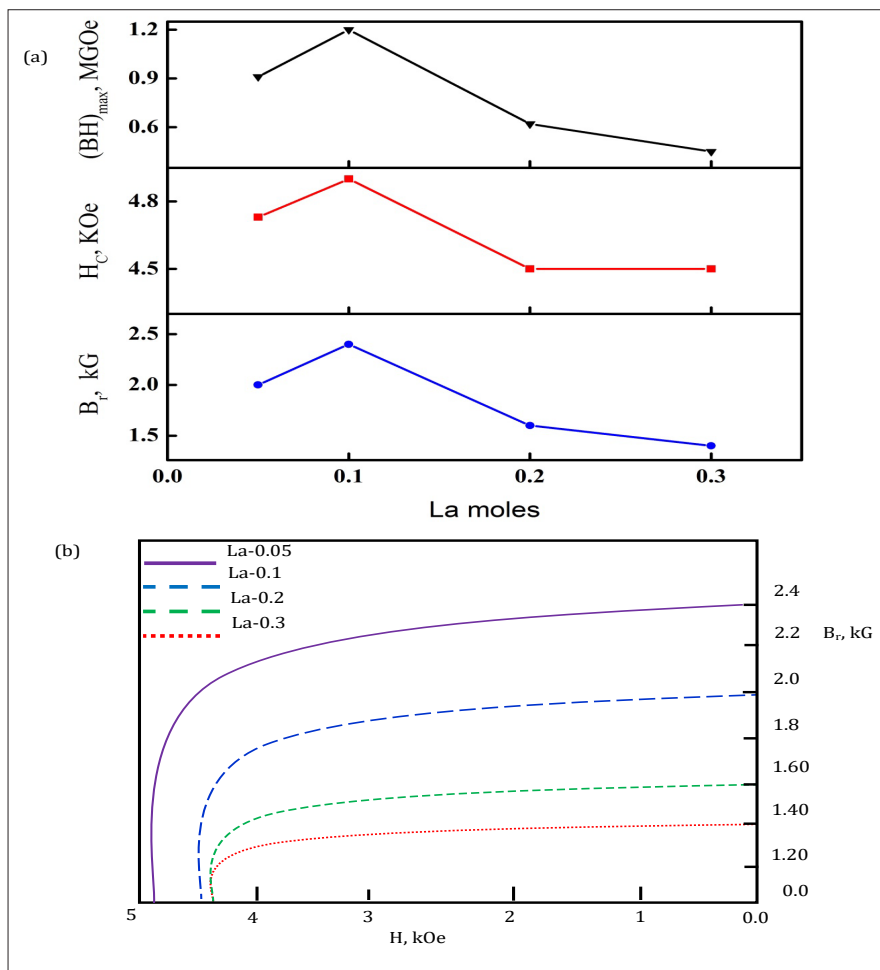 (a)
(BH)max, MGOe
1.2
0.9
0.6
HC, KOe
4.8
4.5
Br, kG
2.5
2.0
1.5
0.0 0.1 0.2 0.3
La moles
(b)
La-0.05
La-0.1
La-0.2
La-0.3
2.4
2.2
Br, kG
2.0
1.8
1.60
1.40
1.20
0.0
5 4 3 2 1 0.0
H, kOe